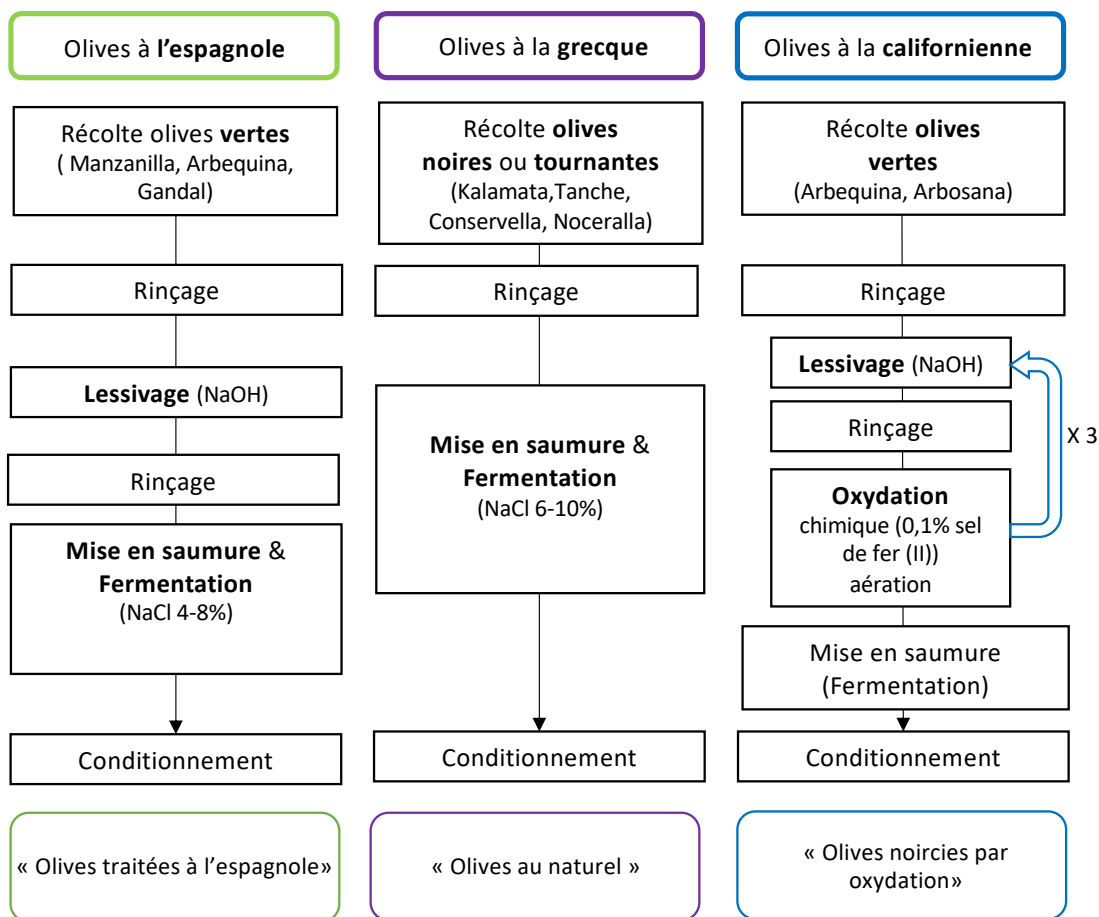 Olives à l'espagnole
Récolte olives vertes
( Manzanilla, Arbequina,
Gandal)
Rinçage
Lessivage (NaOH)
Rinçage
Mise en saumure &
Fermentation
(NaCl 4-8%)
Conditionnement
« Olives traitées à l'espagnole»
Olives à la grecque
Récolte olives
noires ou tournantes
(Kalamata,Tanche,
Conservella, Noceralla)
Rinçage
Mise en saumure &
Fermentation
(NaCl 6-10%)
Conditionnement
« Olives au naturel »
Olives à la californienne
Récolte olives
vertes
(Arbequina, Arbosana)
Rinçage
Lessivage (NaOH)
Rinçage
X 3
Oxydation
chimique (0,1% sel
de fer (II))
aération
Mise en saumure
(Fermentation)
Conditionnement
« Olives noircies par
oxydation»